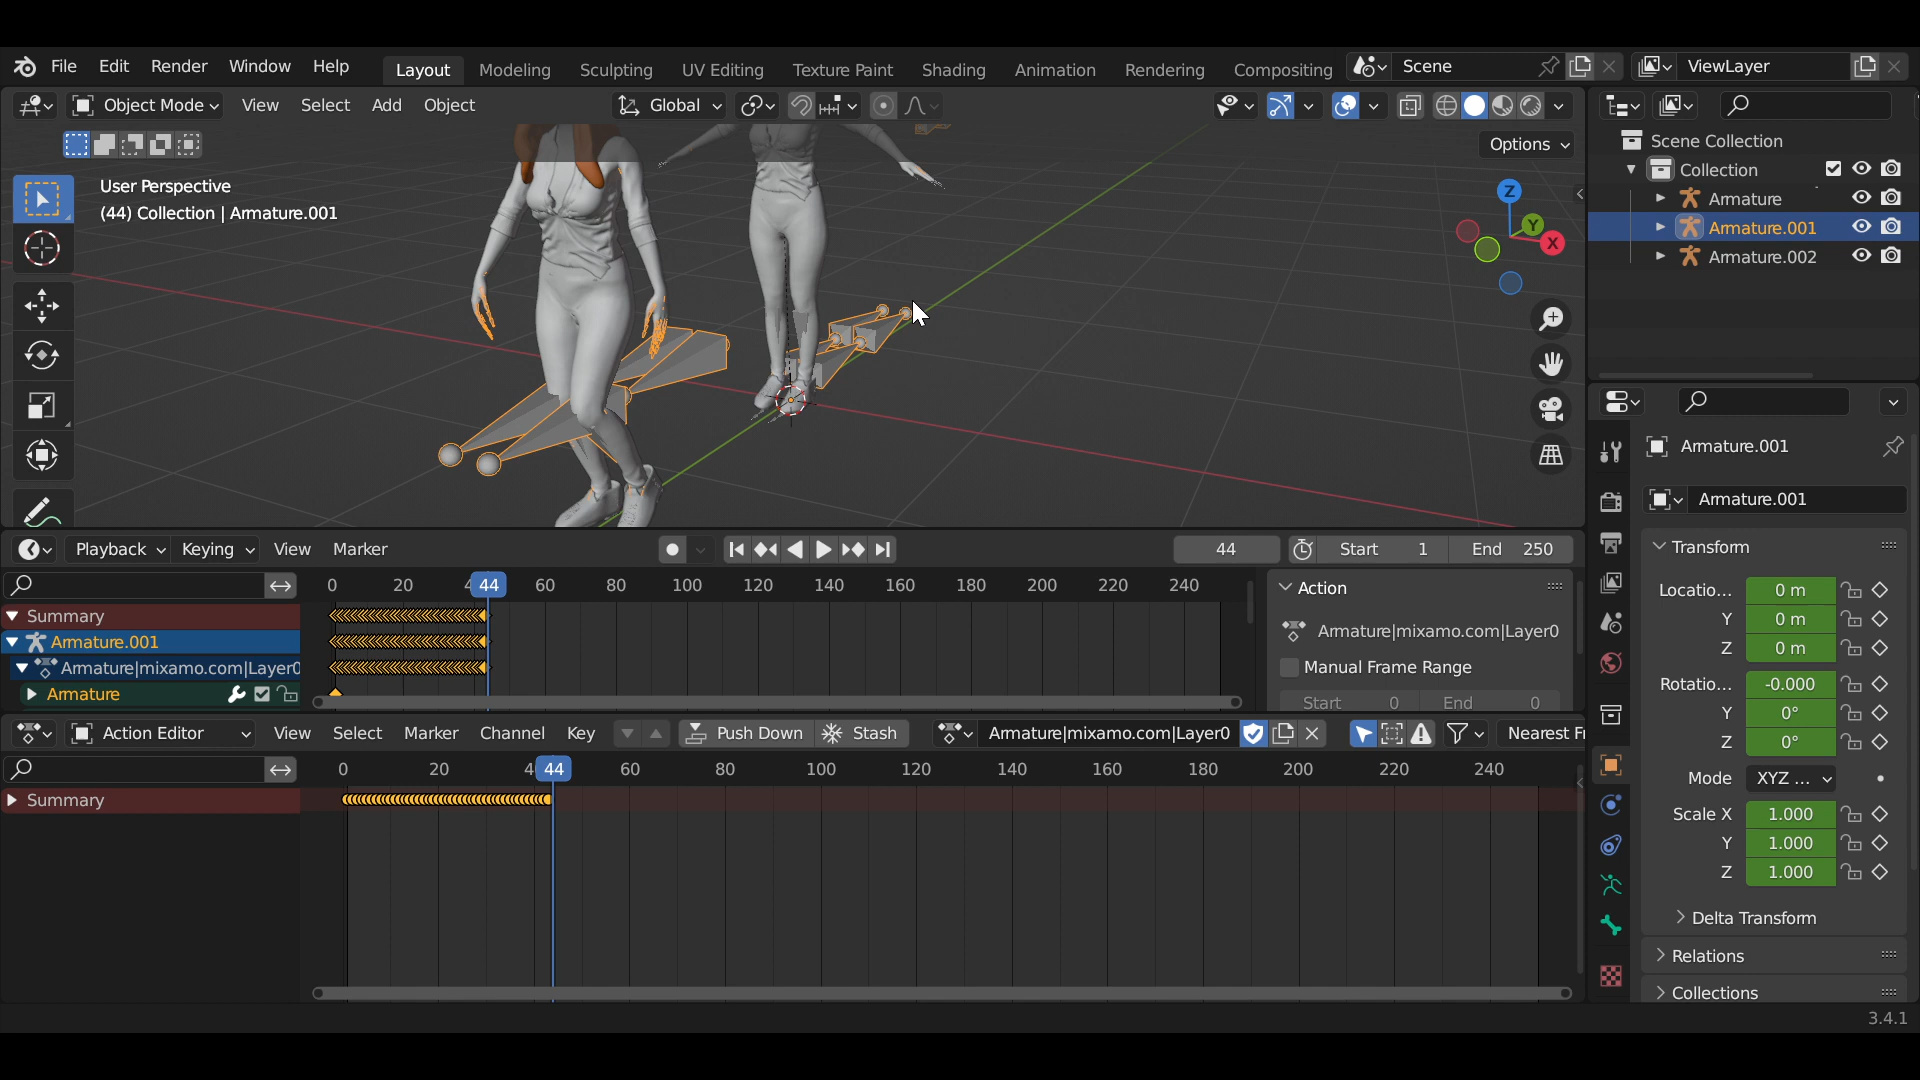 File Edit Render Window Help Layout Modeling Sculpting UV Editing Texture Paint Shading Animation Rendering Compositing Scene ViewLayer
Object Mode View Select Add Object Global
Options
User Perspective
(44) Collection | Armature.001
Z
Y
X
Scene Collection
Collection
Armature
Armature.001
Armature.002
Armature.001
Armature.001
Transform
Locatio... 0 m
Y 0 m
Z 0 m
Rotatio... -0.000
Y 0°
Z 0°
Mode XYZ ...
Scale X 1.000
Y 1.000
Z 1.000
Delta Transform
Relations
Collections
Playback Keying View Marker 44 Start 1 End 250
0 20 4 44 60 80 100 120 140 160 180 200 220 240
Summary
Armature.001
Armature|mixamo.com|Layer0
Armature
Action
Armature|mixamo.com|Layer0
Manual Frame Range
Start 0 End 0
Action Editor View Select Marker Channel Key Push Down Stash Armature|mixamo.com|Layer0 Nearest Fr
0 20 4 44 60 80 100 120 140 160 180 200 220 240
Summary
3.4.1